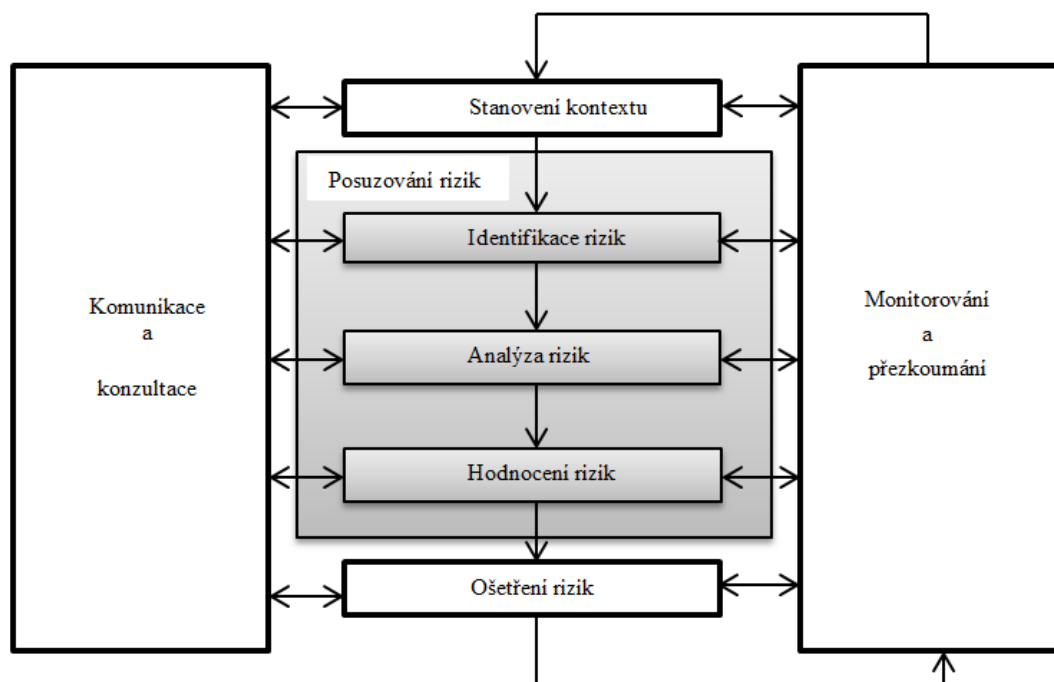 Stanovení kontextu
Posuzování rizik
Identifikace rizik
Komunikace
a
konzultace
Monitorování
a
přezkoumání
Analýza rizik
Hodnocení rizik
Ošetření rizik